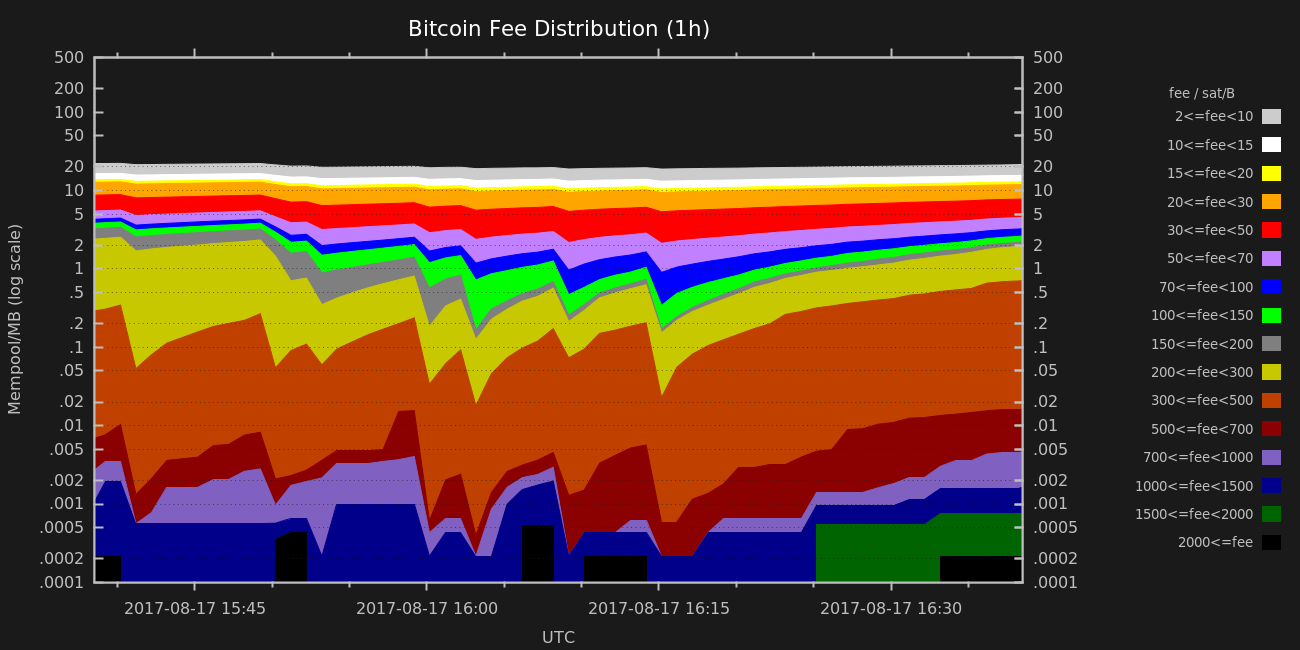 Bitcoin Fee Distribution (1h)
500 500
200 200
100 100
50 50
20 20
10 10
5 5
2 2
1 1
.5 .5
.2 .2
.1 .1
.05 .05
.02 .02
.01 .01
.005 .005
.002 .002
.001 .001
.0005 .0005
.0002 .0002
.0001 .0001
Mempool/MB (log scale)
2017-08-17 15:45 2017-08-17 16:00 2017-08-17 16:15 2017-08-17 16:30
UTC
fee / sat/B
2<=fee<10
10<=fee<15
15<=fee<20
20<=fee<30
30<=fee<50
50<=fee<70
70<=fee<100
100<=fee<150
150<=fee<200
200<=fee<300
300<=fee<500
500<=fee<700
700<=fee<1000
1000<=fee<1500
1500<=fee<2000
2000<=fee